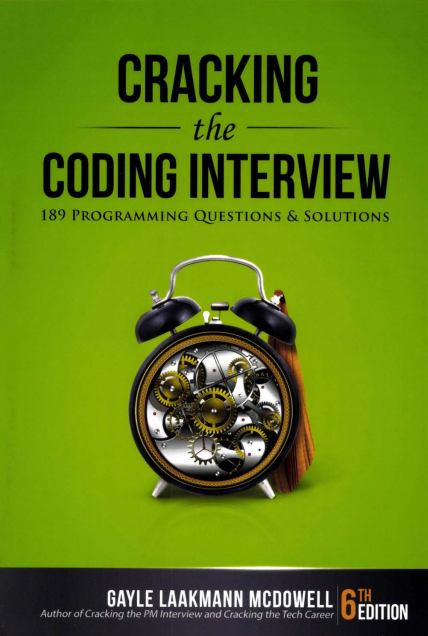 CRACKING
the
CODING INTERVIEW
189 PROGRAMMING QUESTIONS & SOLUTIONS
GAYLE LAAKMANN MCDOWELL
Author of Cracking the PM Interview and Cracking the Tech Career
6TH
EDITION